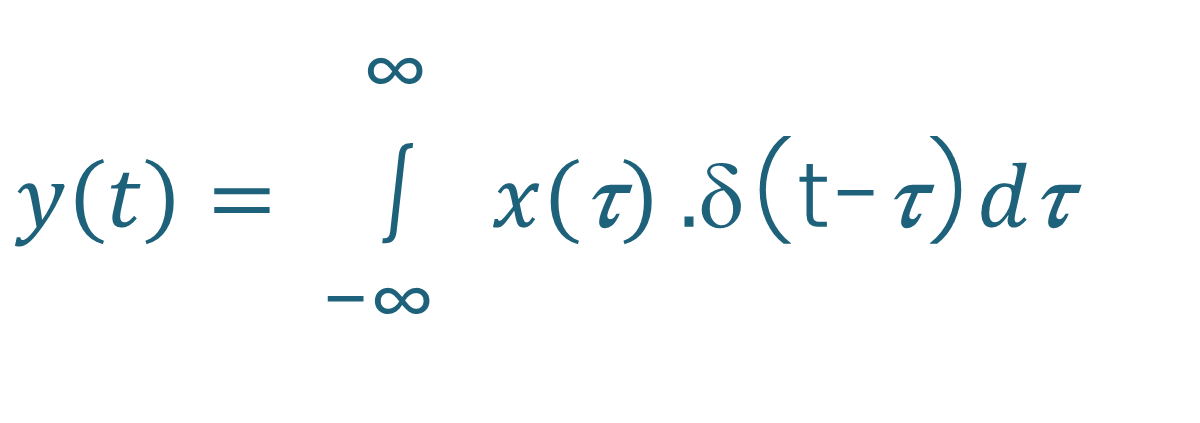 ∞
y(t) = ∫ x(τ) .δ(t−τ)dτ
−∞